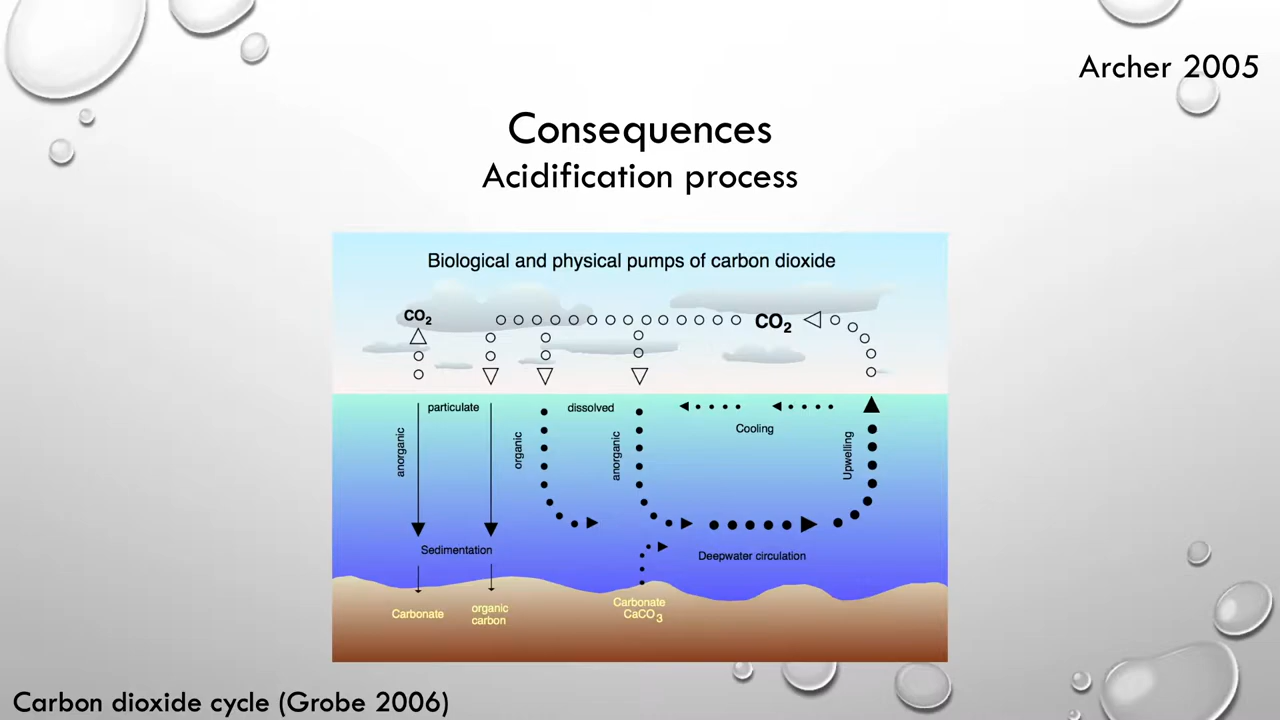 Archer 2005
Consequences
Acidification process
Biological and physical pumps of carbon dioxide
CO2
CO2
particulate
dissolved
Cooling
anorganic
organic
anorganic
Upwelling
Sedimentation
Deepwater circulation
Carbonate
organic
carbon
Carbonate
CaCO3
Carbon dioxide cycle (Grobe 2006)